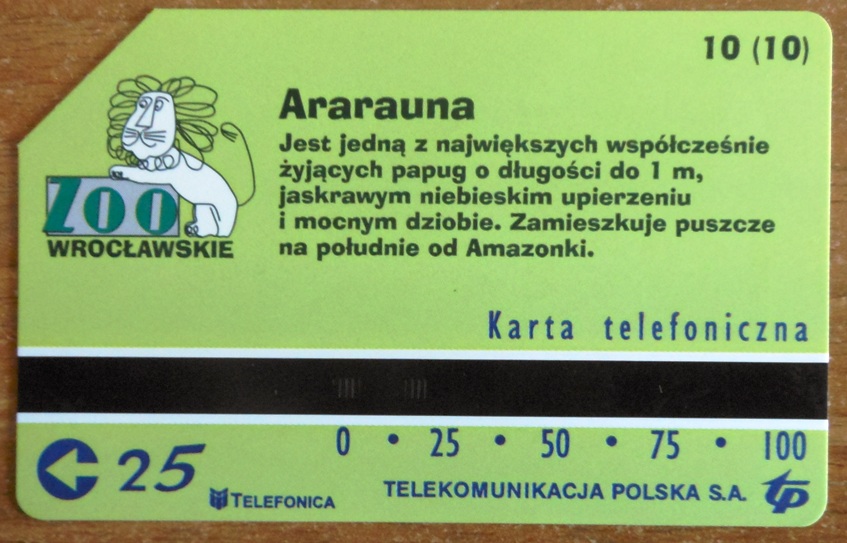 10 (10)
Ararauna
Jest jedną z największych współcześnie
żyjących papug o długości do 1 m,
jaskrawym niebieskim upierzeniu
i mocnym dziobie. Zamieszkuje puszcze
na południe od Amazonki.
ZOO
WROCŁAWSKIE
Karta telefoniczna
0 • 25 • 50 • 75 • 100
25
TELEFONICA
TELEKOMUNIKACJA POLSKA S.A. tp